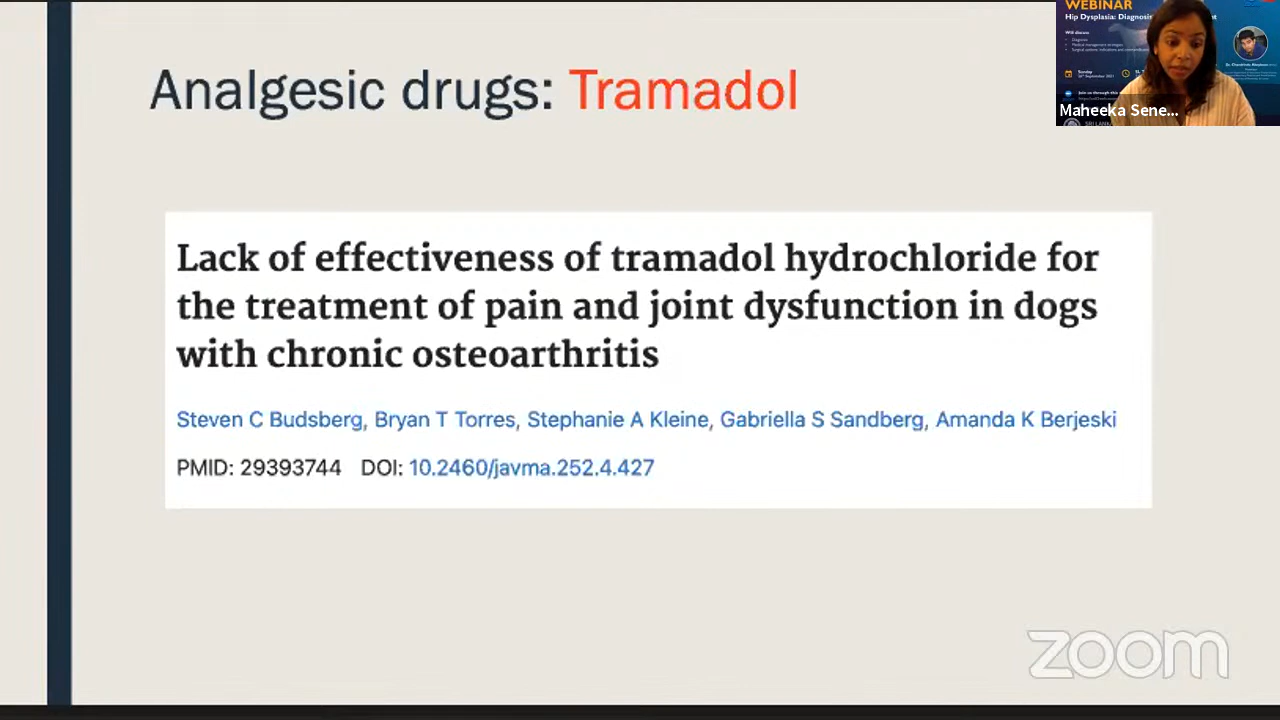 Analgesic drugs. Tramadol
WEBINAR
Hip Dysplasia: Diagnosis
Maheeka Sene...
Lack of effectiveness of tramadol hydrochloride for
the treatment of pain and joint dysfunction in dogs
with chronic osteoarthritis
Steven C Budsberg, Bryan T Torres, Stephanie A Kleine, Gabriella S Sandberg, Amanda K Berjeski
PMID: 29393744 DOI: 10.2460/javma.252.4.427
zoom